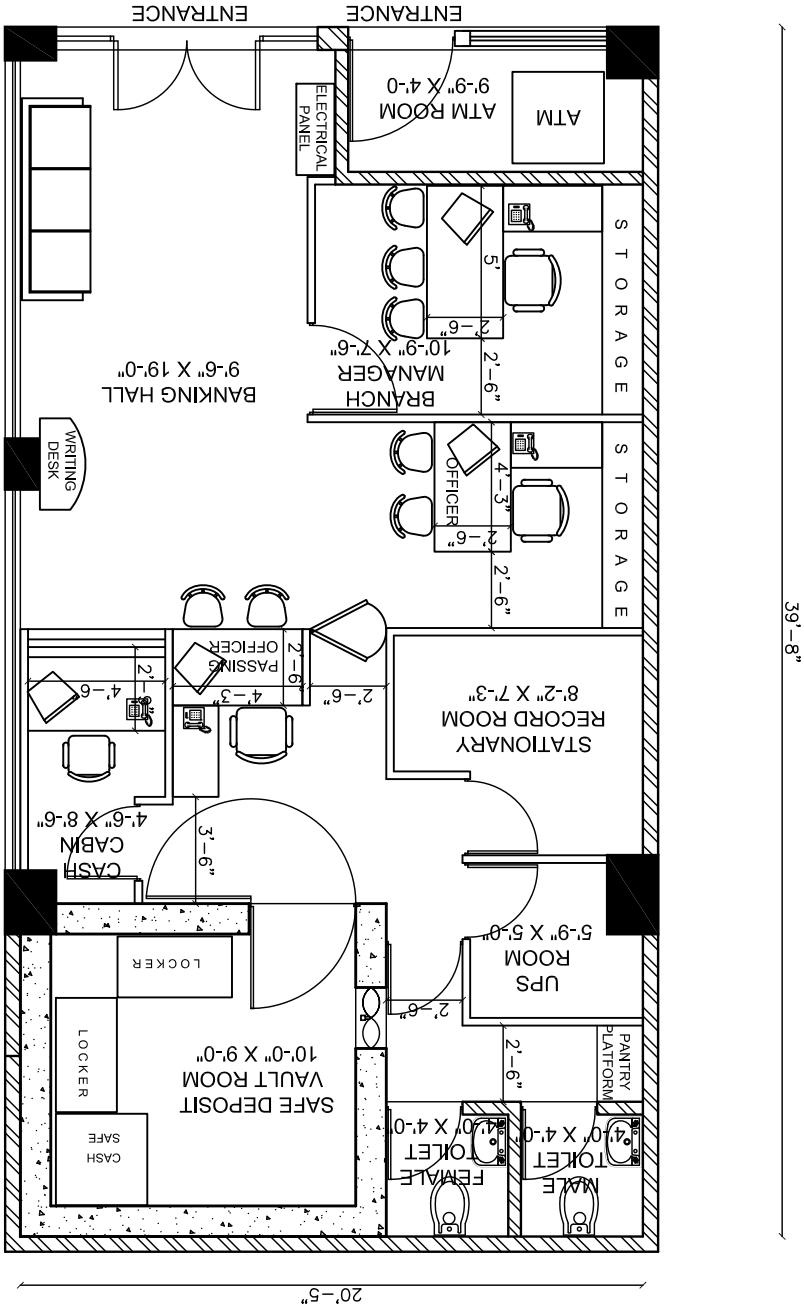 ENTRANCE
ENTRANCE
ATM
ATM ROOM
9'-9" X 4'-0
ELECTRICAL
PANEL
STORAGE
5'
2'-6"
2'-6"
BRANCH
MANAGER
10'-9" X 7'-6"
BANKING HALL
9'-6" X 19'-0"
WRITING
DESK
STORAGE
OFFICER
4'-3"
2'-6"
2'-6"
39'-8"
PASSING
OFFICER
2'-6"
4'-3"
2'-6"
4'-6
STATIONARY
RECORD ROOM
8'-2" X 7'-3"
CASH
CABIN
4'-6" X 8'-6"
3'-6"
UPS
ROOM
5'-9" X 5'-0"
LOCKER
LOCKER
CASH
SAFE
SAFE DEPOSIT
VAULT ROOM
10'-0" X 9'-0"
2'-6"
2'-6"
PANTRY
PLATFORM
FEMALE
TOILET
4'-0" X 4'-0"
MALE
TOILET
4'-0" X 4'-0"
20'-5"